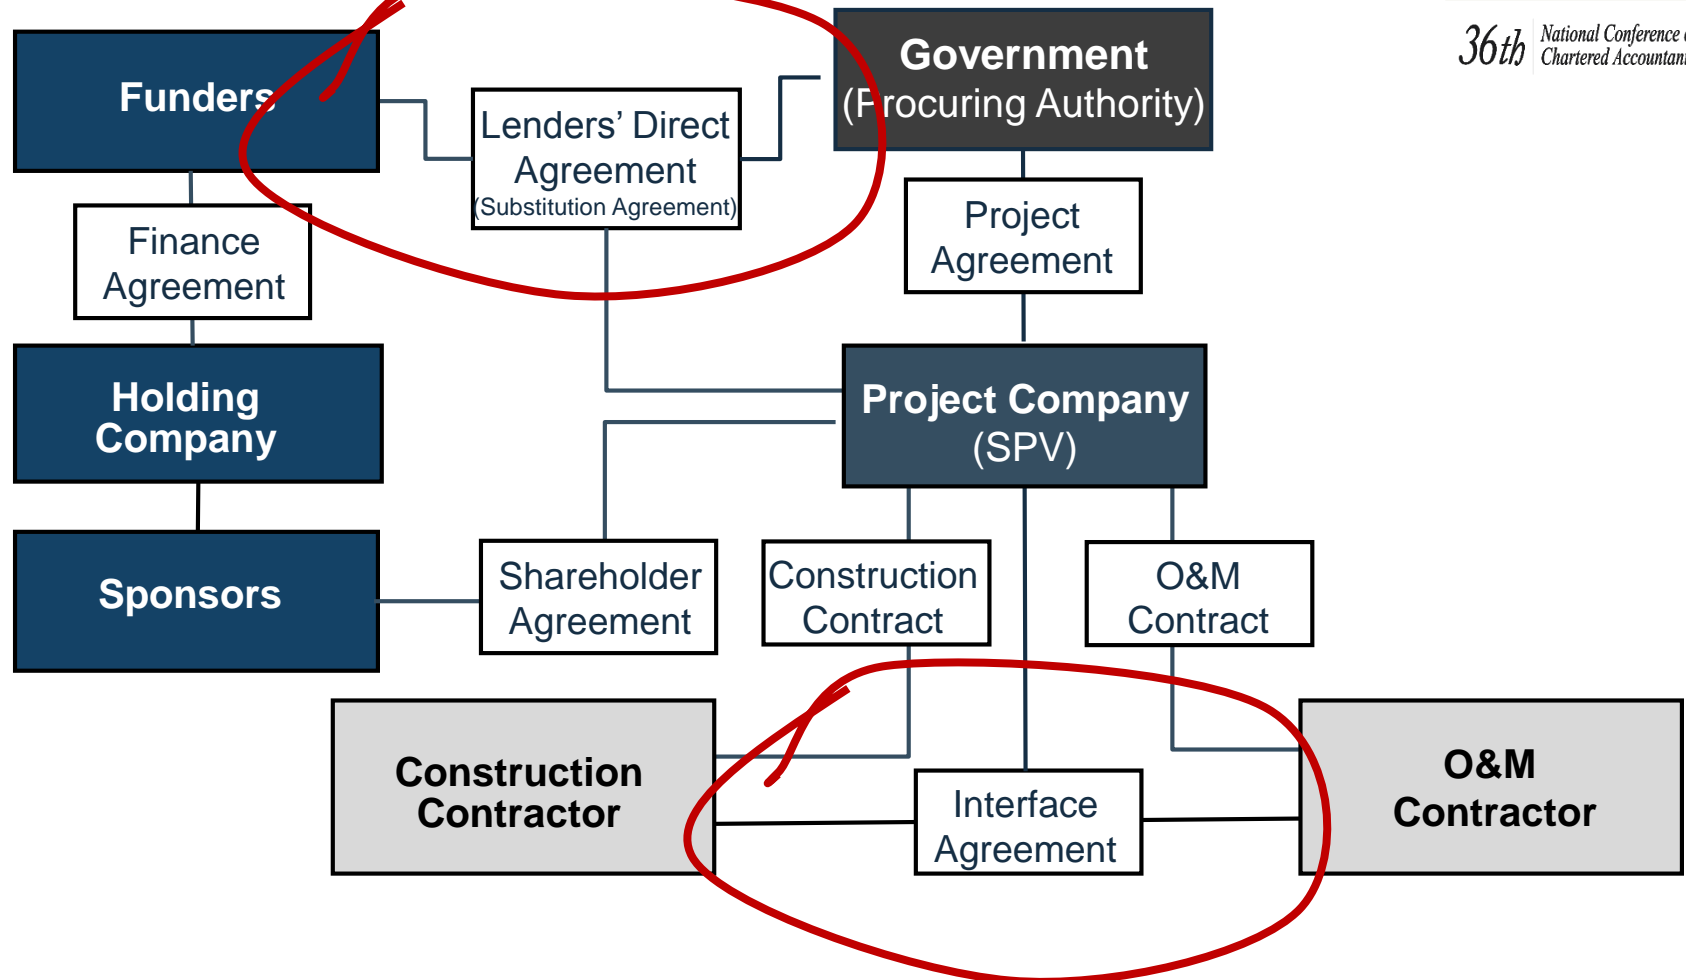 36th
National Conference
Chartered Accountan
Funders
Government
(Procuring Authority)
Lenders’ Direct
Agreement
(Substitution Agreement)
Finance
Agreement
Project
Agreement
Holding
Company
Project Company
(SPV)
Sponsors
Shareholder
Agreement
Construction
Contract
O&M
Contract
Construction
Contractor
Interface
Agreement
O&M
Contractor